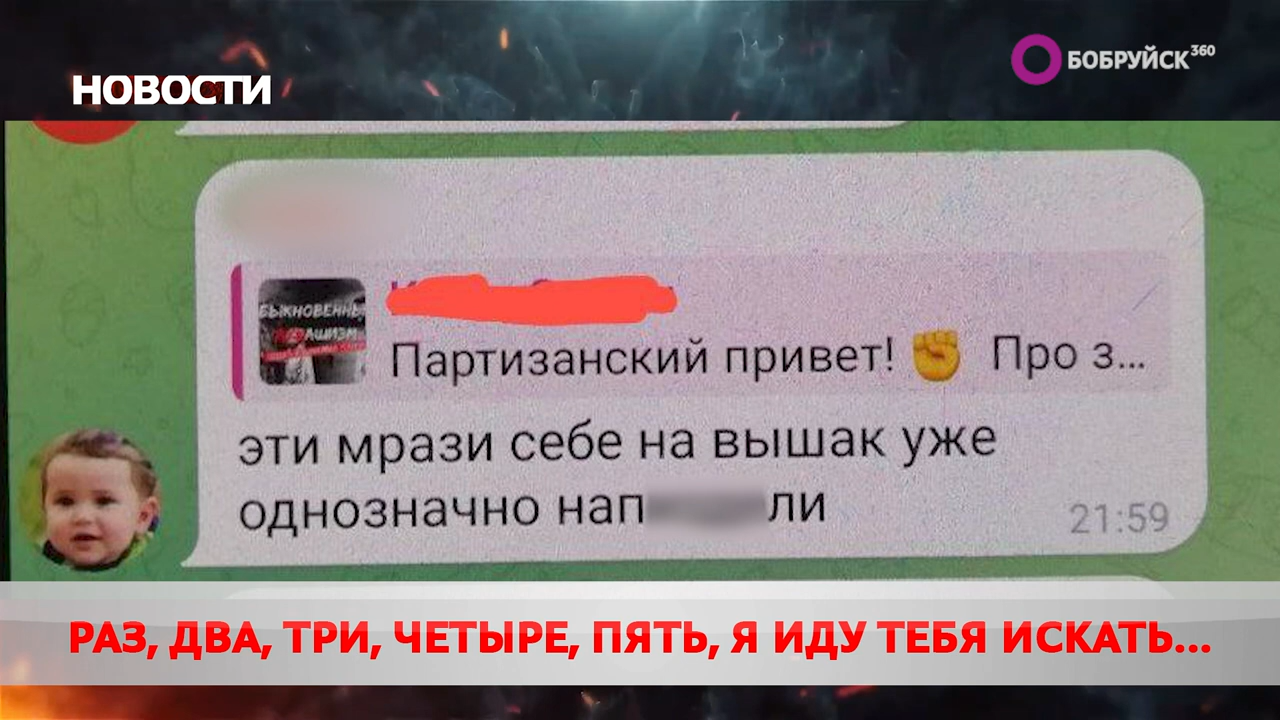 НОВОСТИ
БОБРУЙСК 360
Партизанский привет! ✊ Про з...
эти мрази себе на вышак уже
однозначно нап ли
21:59
РАЗ, ДВА, ТРИ, ЧЕТЫРЕ, ПЯТЬ, Я ИДУ ТЕБЯ ИСКАТЬ...